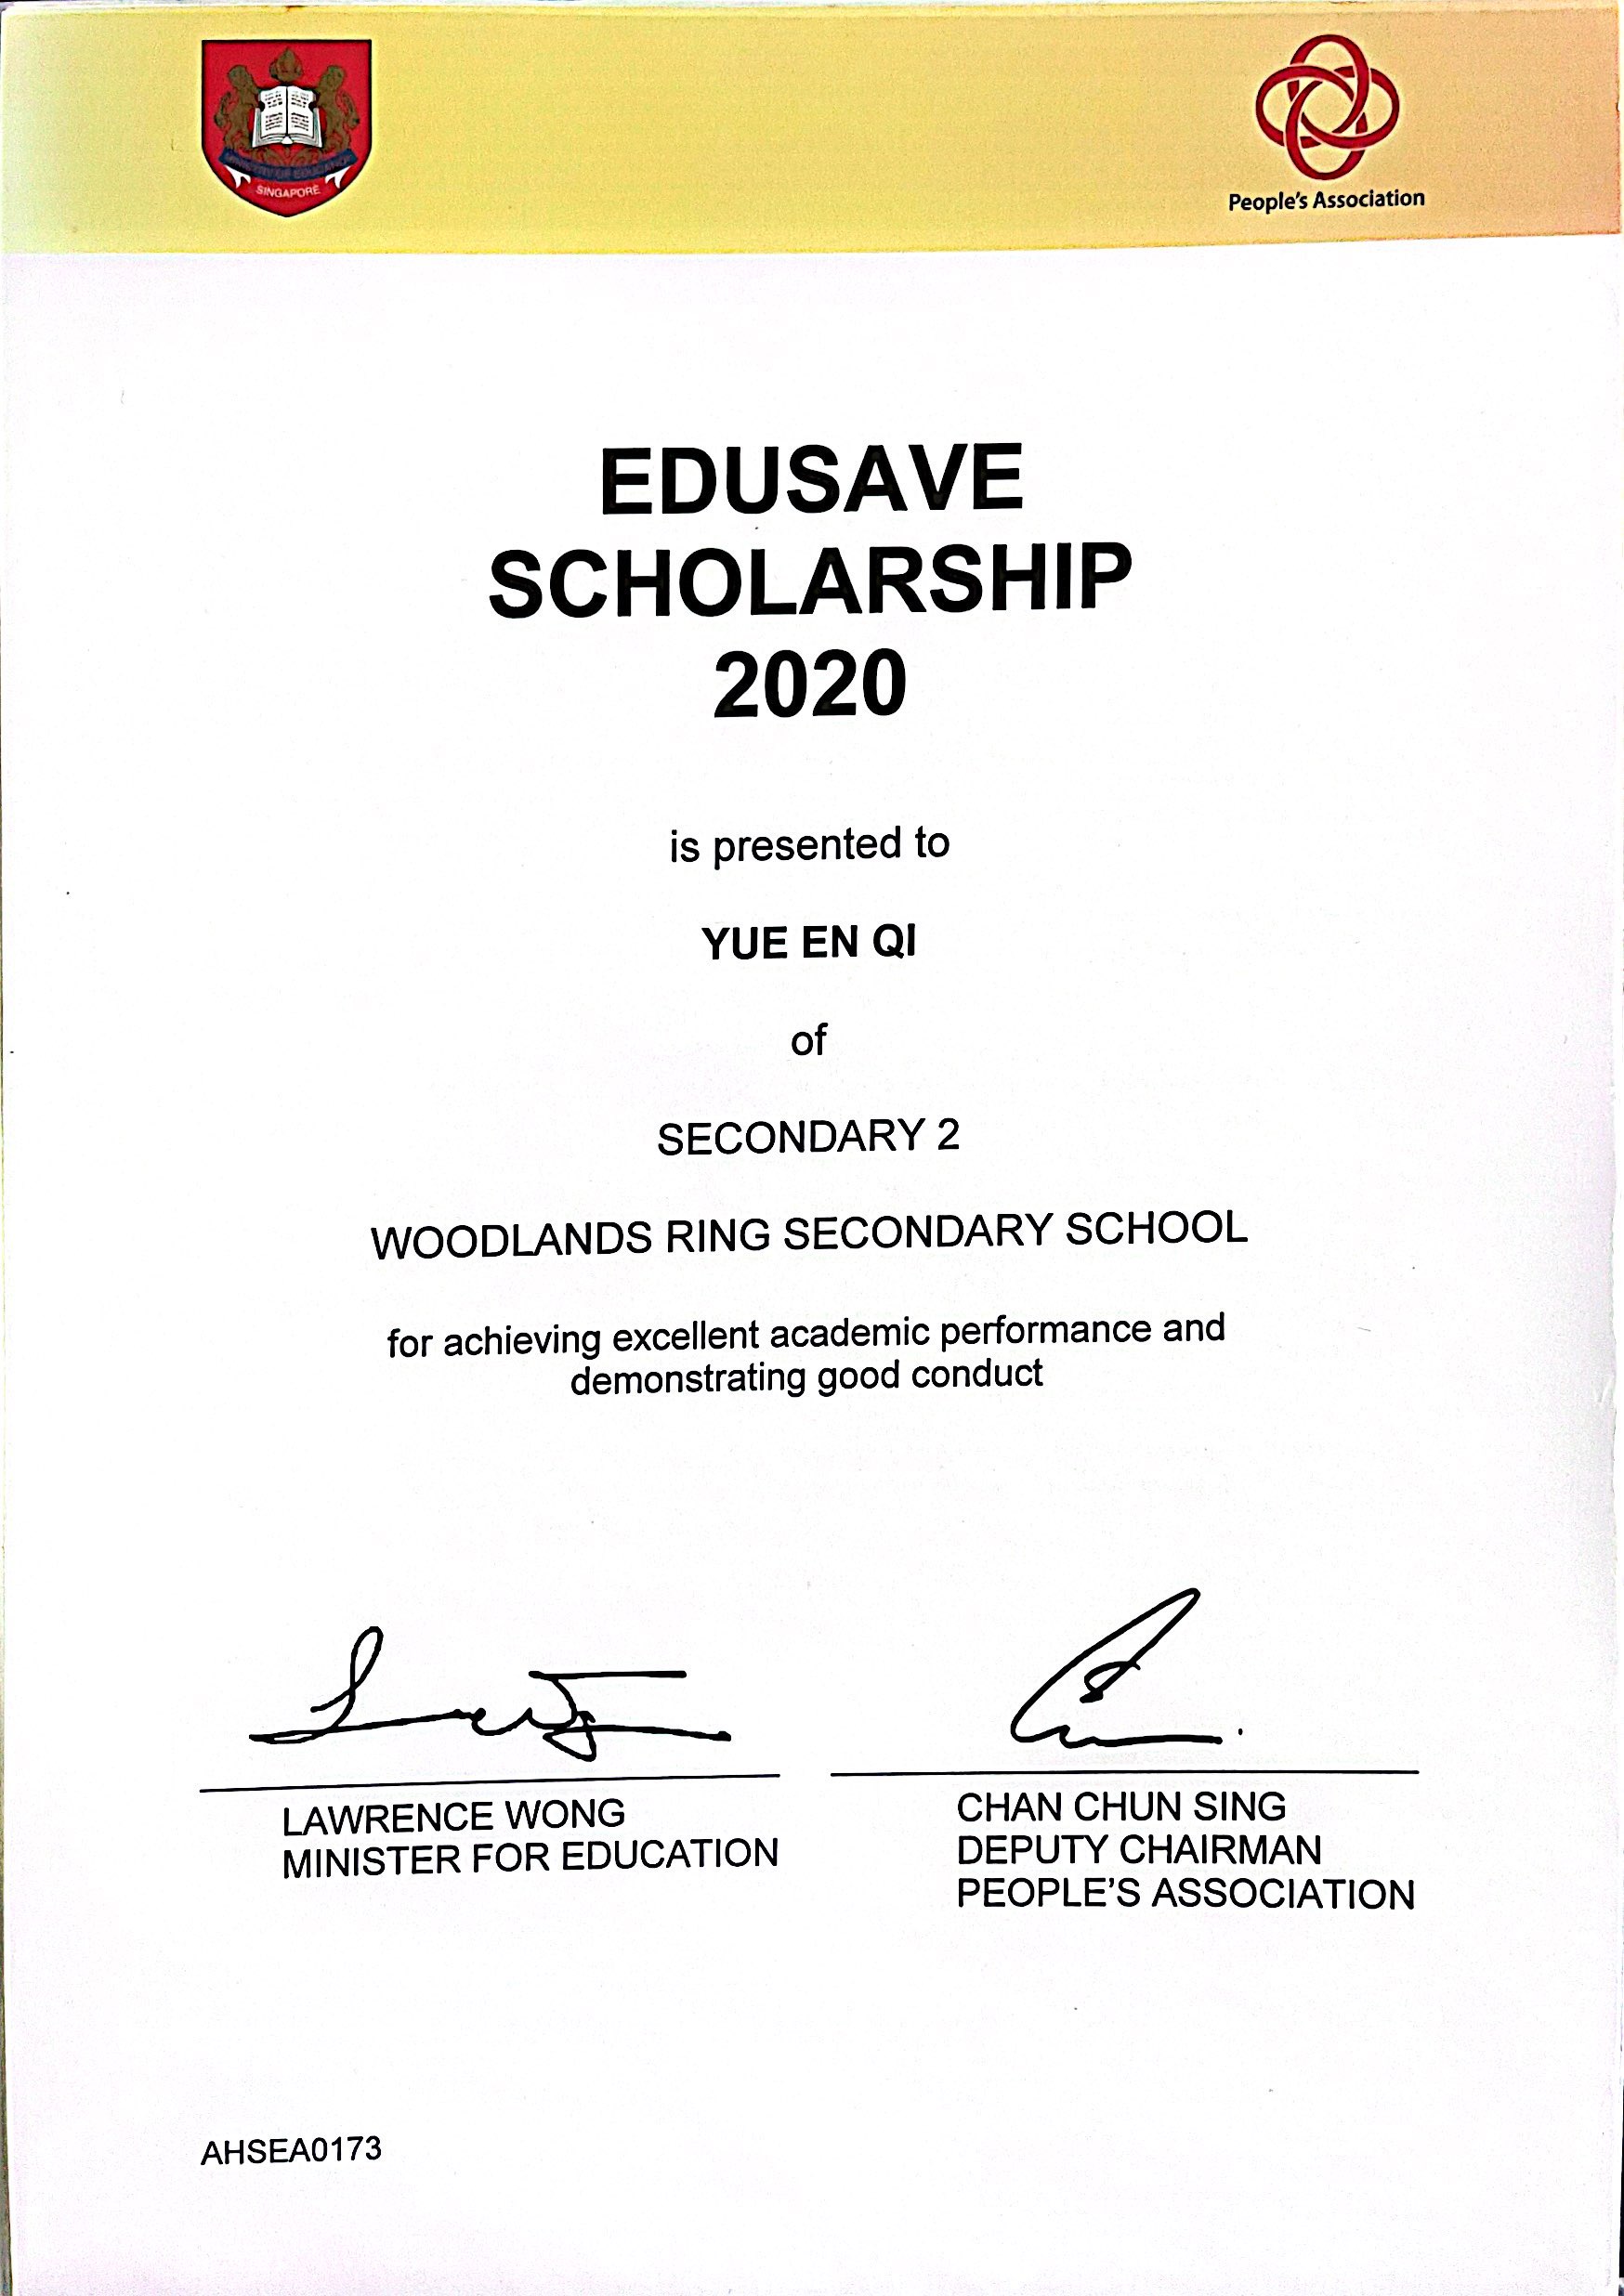 MINISTRY OF EDUCATION
SINGAPORE
People's Association
EDUSAVE
SCHOLARSHIP
2020
is presented to
YUE EN QI
of
SECONDARY 2
WOODLANDS RING SECONDARY SCHOOL
for achieving excellent academic performance and
demonstrating good conduct
LAWRENCE WONG
MINISTER FOR EDUCATION
CHAN CHUN SING
DEPUTY CHAIRMAN
PEOPLE'S ASSOCIATION
AHSEA0173